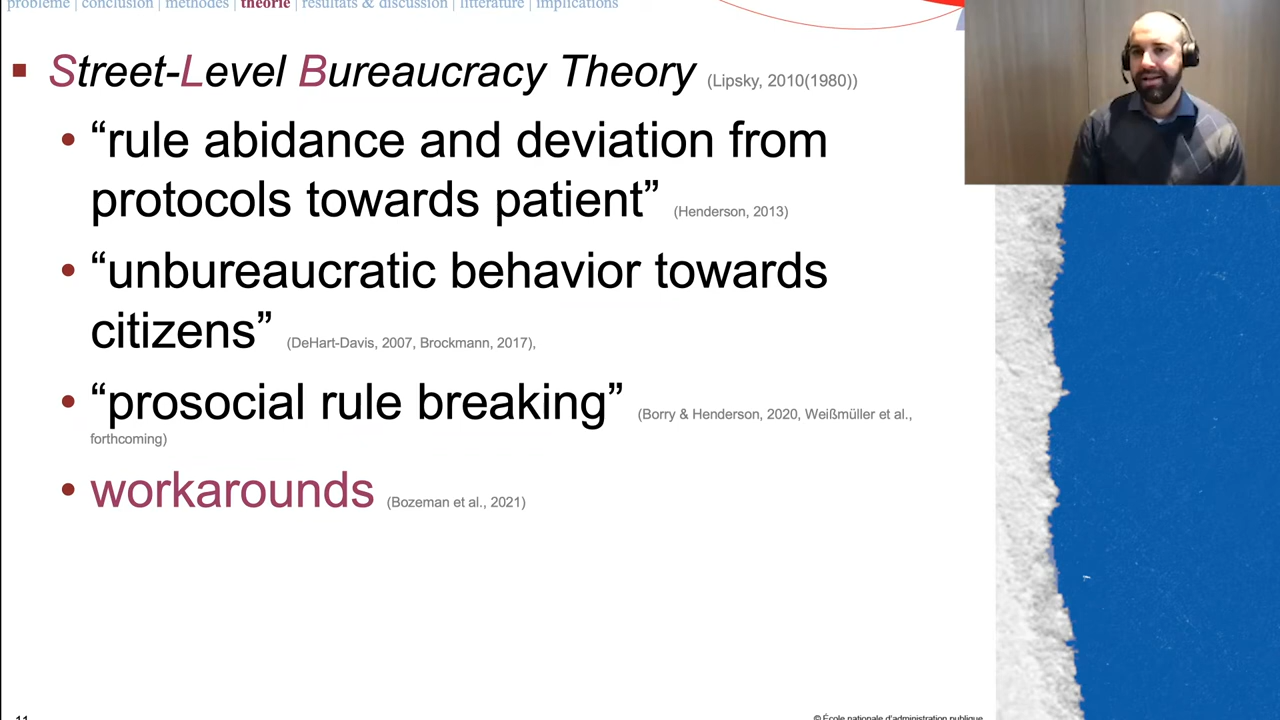 problème | conclusion | méthodes | théorie | résultats & discussion | littérature | implications
Street-Level Bureaucracy Theory (Lipsky, 2010(1980))
“rule abidance and deviation from
protocols towards patient” (Henderson, 2013)
“unbureaucratic behavior towards
citizens” (DeHart-Davis, 2007, Brockmann, 2017),
“prosocial rule breaking” (Borry & Henderson, 2020, Weißmüller et al.,
forthcoming)
workarounds (Bozeman et al., 2021)
11
© École nationale d'administration publique